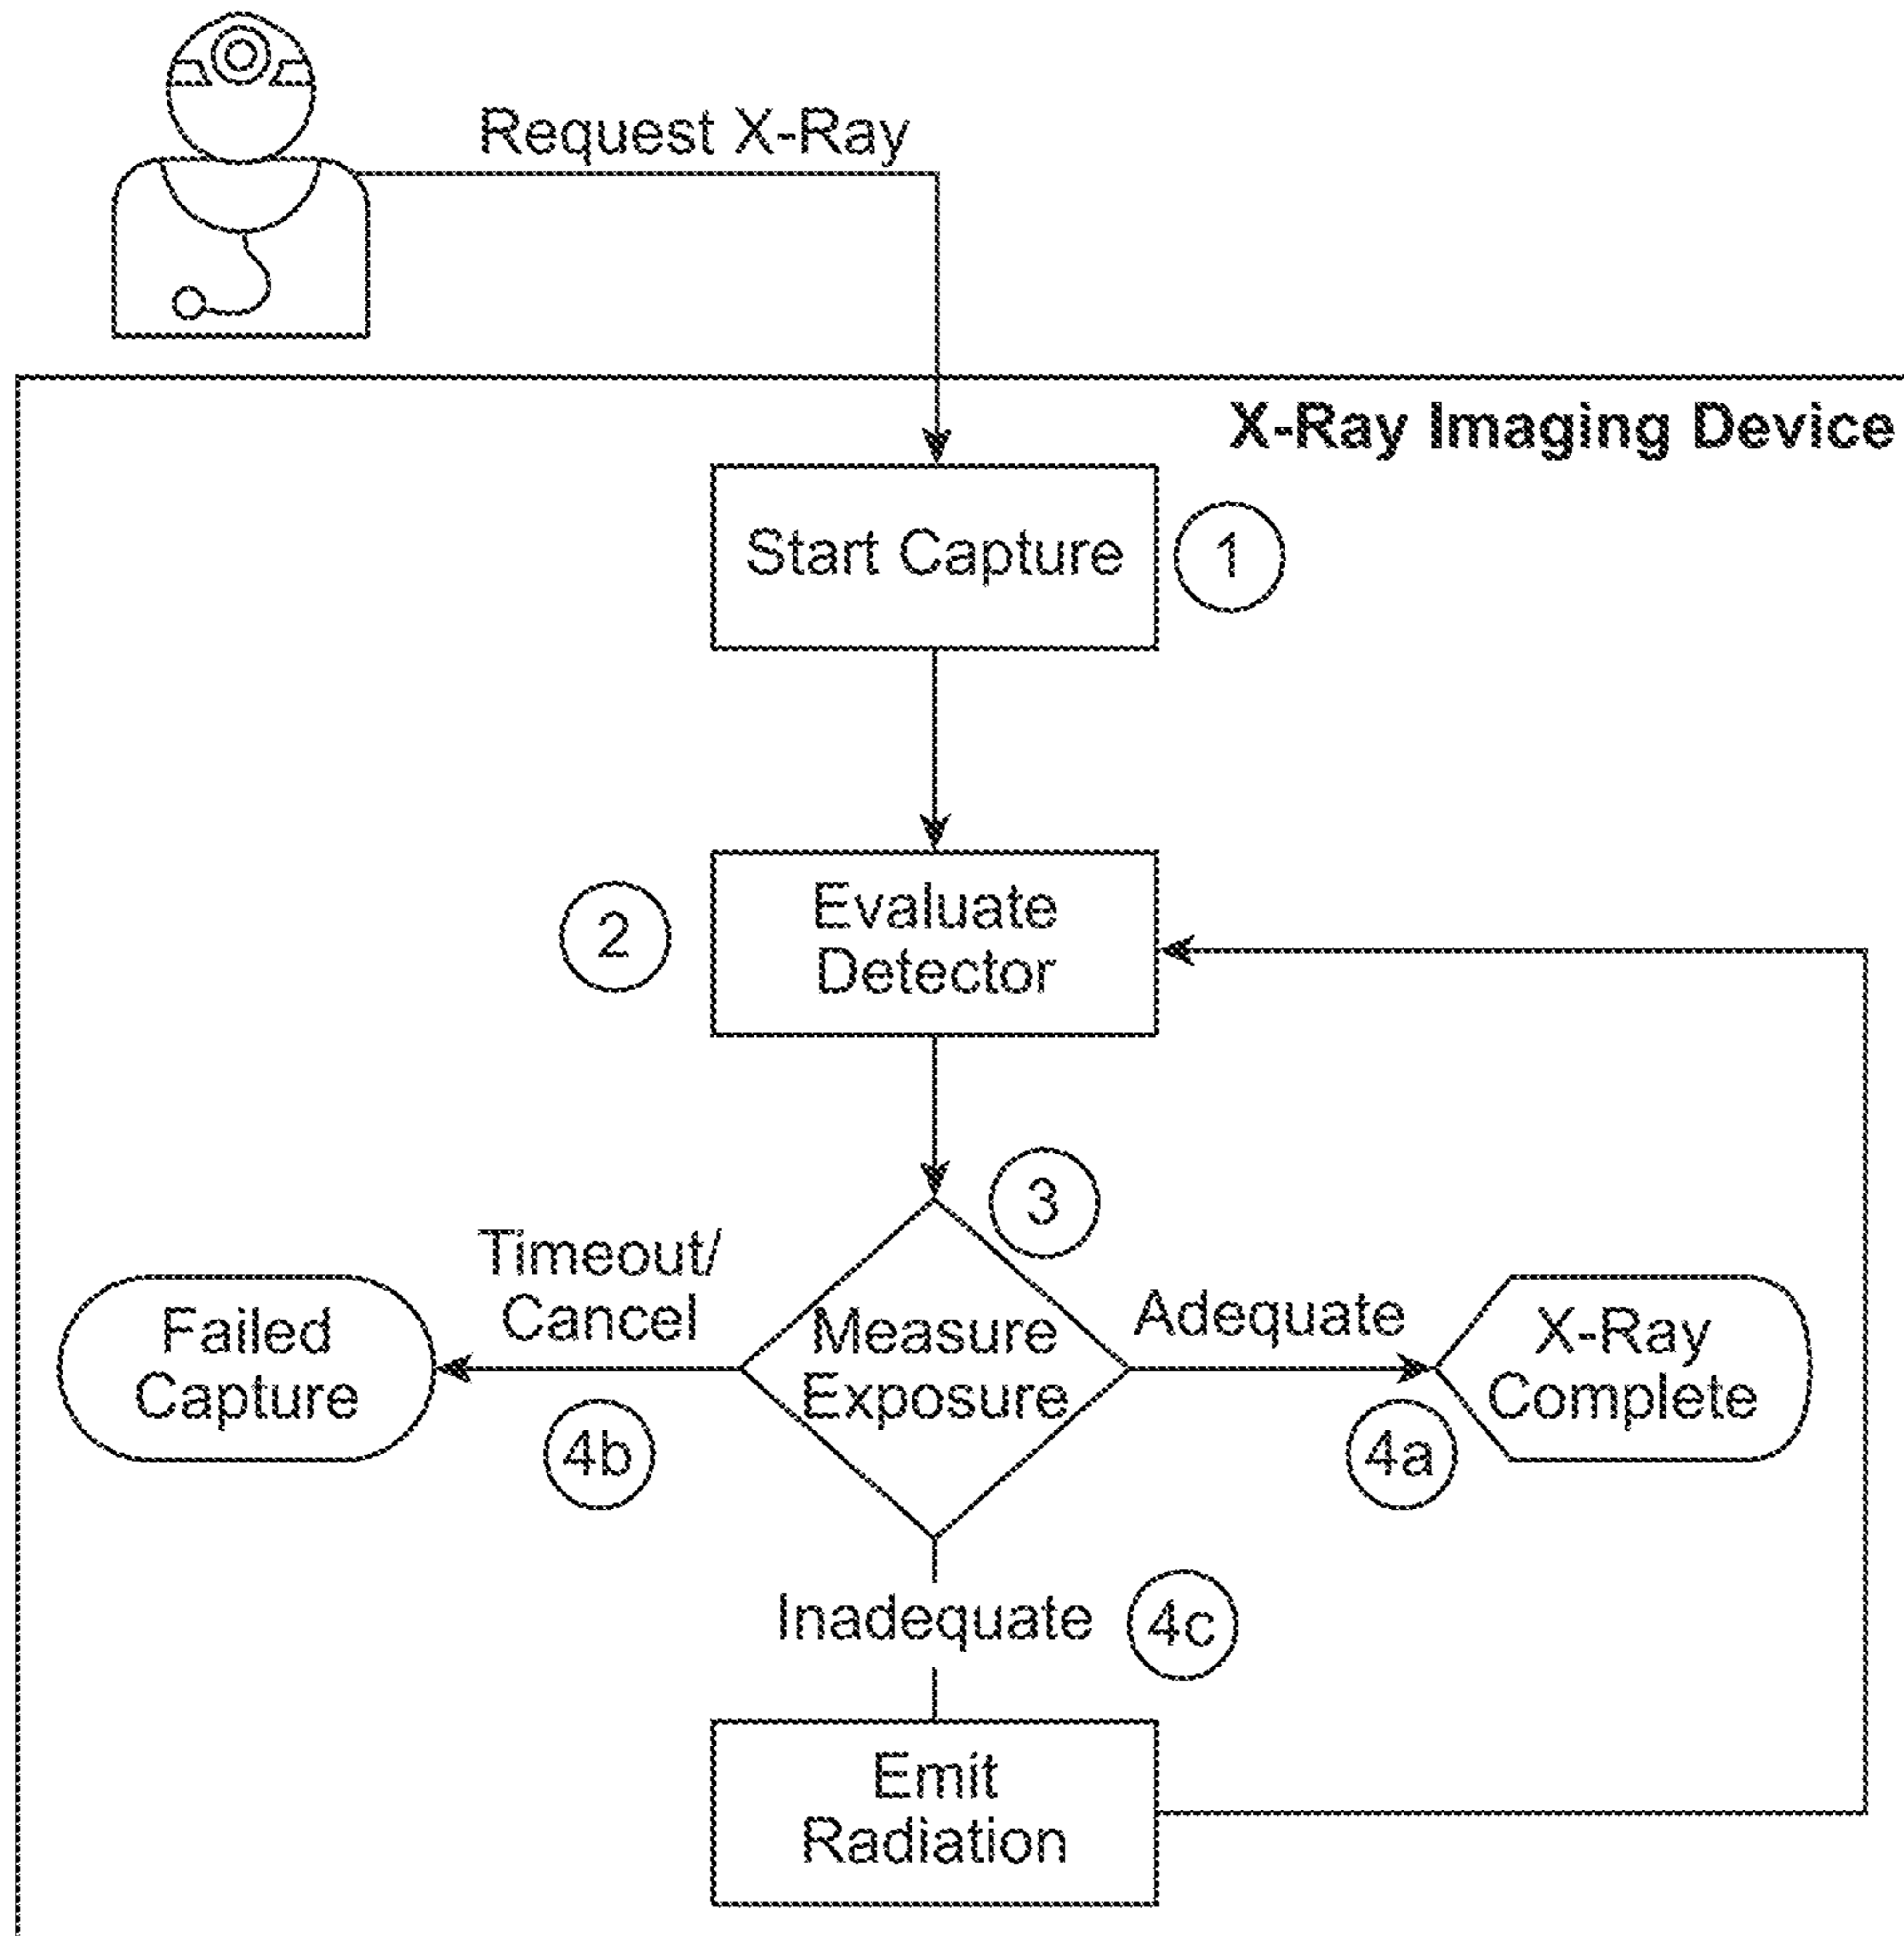 Request X-Ray
X-Ray Imaging Device
Start Capture
1
2
Evaluate
Detector
3
Timeout/
Cancel
Failed
Capture
4b
Measure
Exposure
Adequate
4a
X-Ray
Complete
Inadequate
4c
Emit
Radiation